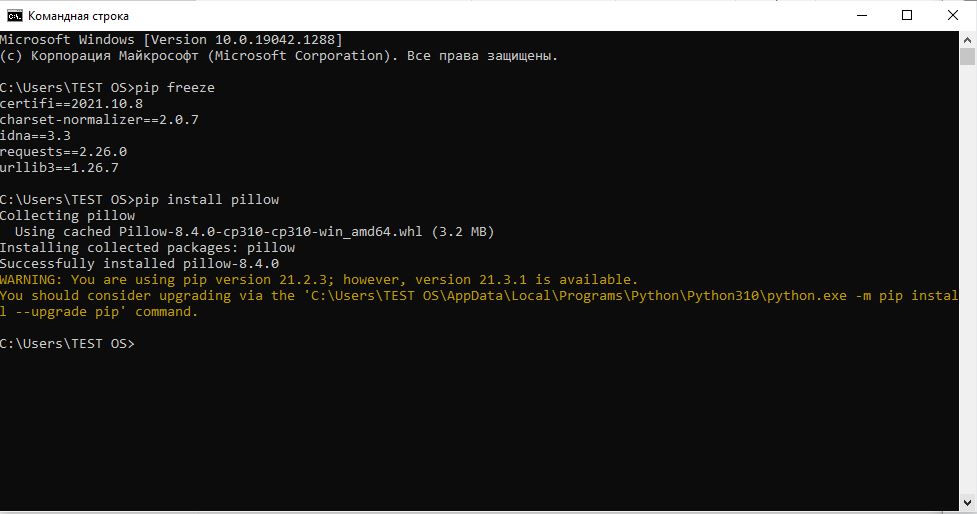 Командная строка
Microsoft Windows [Version 10.0.19042.1288]
(c) Корпорация Майкрософт (Microsoft Corporation). Все права защищены.
C:\Users\TEST OS>pip freeze
certifi==2021.10.8
charset-normalizer==2.0.7
idna==3.3
requests==2.26.0
urllib3==1.26.7
C:\Users\TEST OS>pip install pillow
Collecting pillow
  Using cached Pillow-8.4.0-cp310-cp310-win_amd64.whl (3.2 MB)
Installing collected packages: pillow
Successfully installed pillow-8.4.0
WARNING: You are using pip version 21.2.3; however, version 21.3.1 is available.
You should consider upgrading via the 'C:\Users\TEST OS\AppData\Local\Programs\Python\Python310\python.exe -m pip instal
l --upgrade pip' command.
C:\Users\TEST OS>